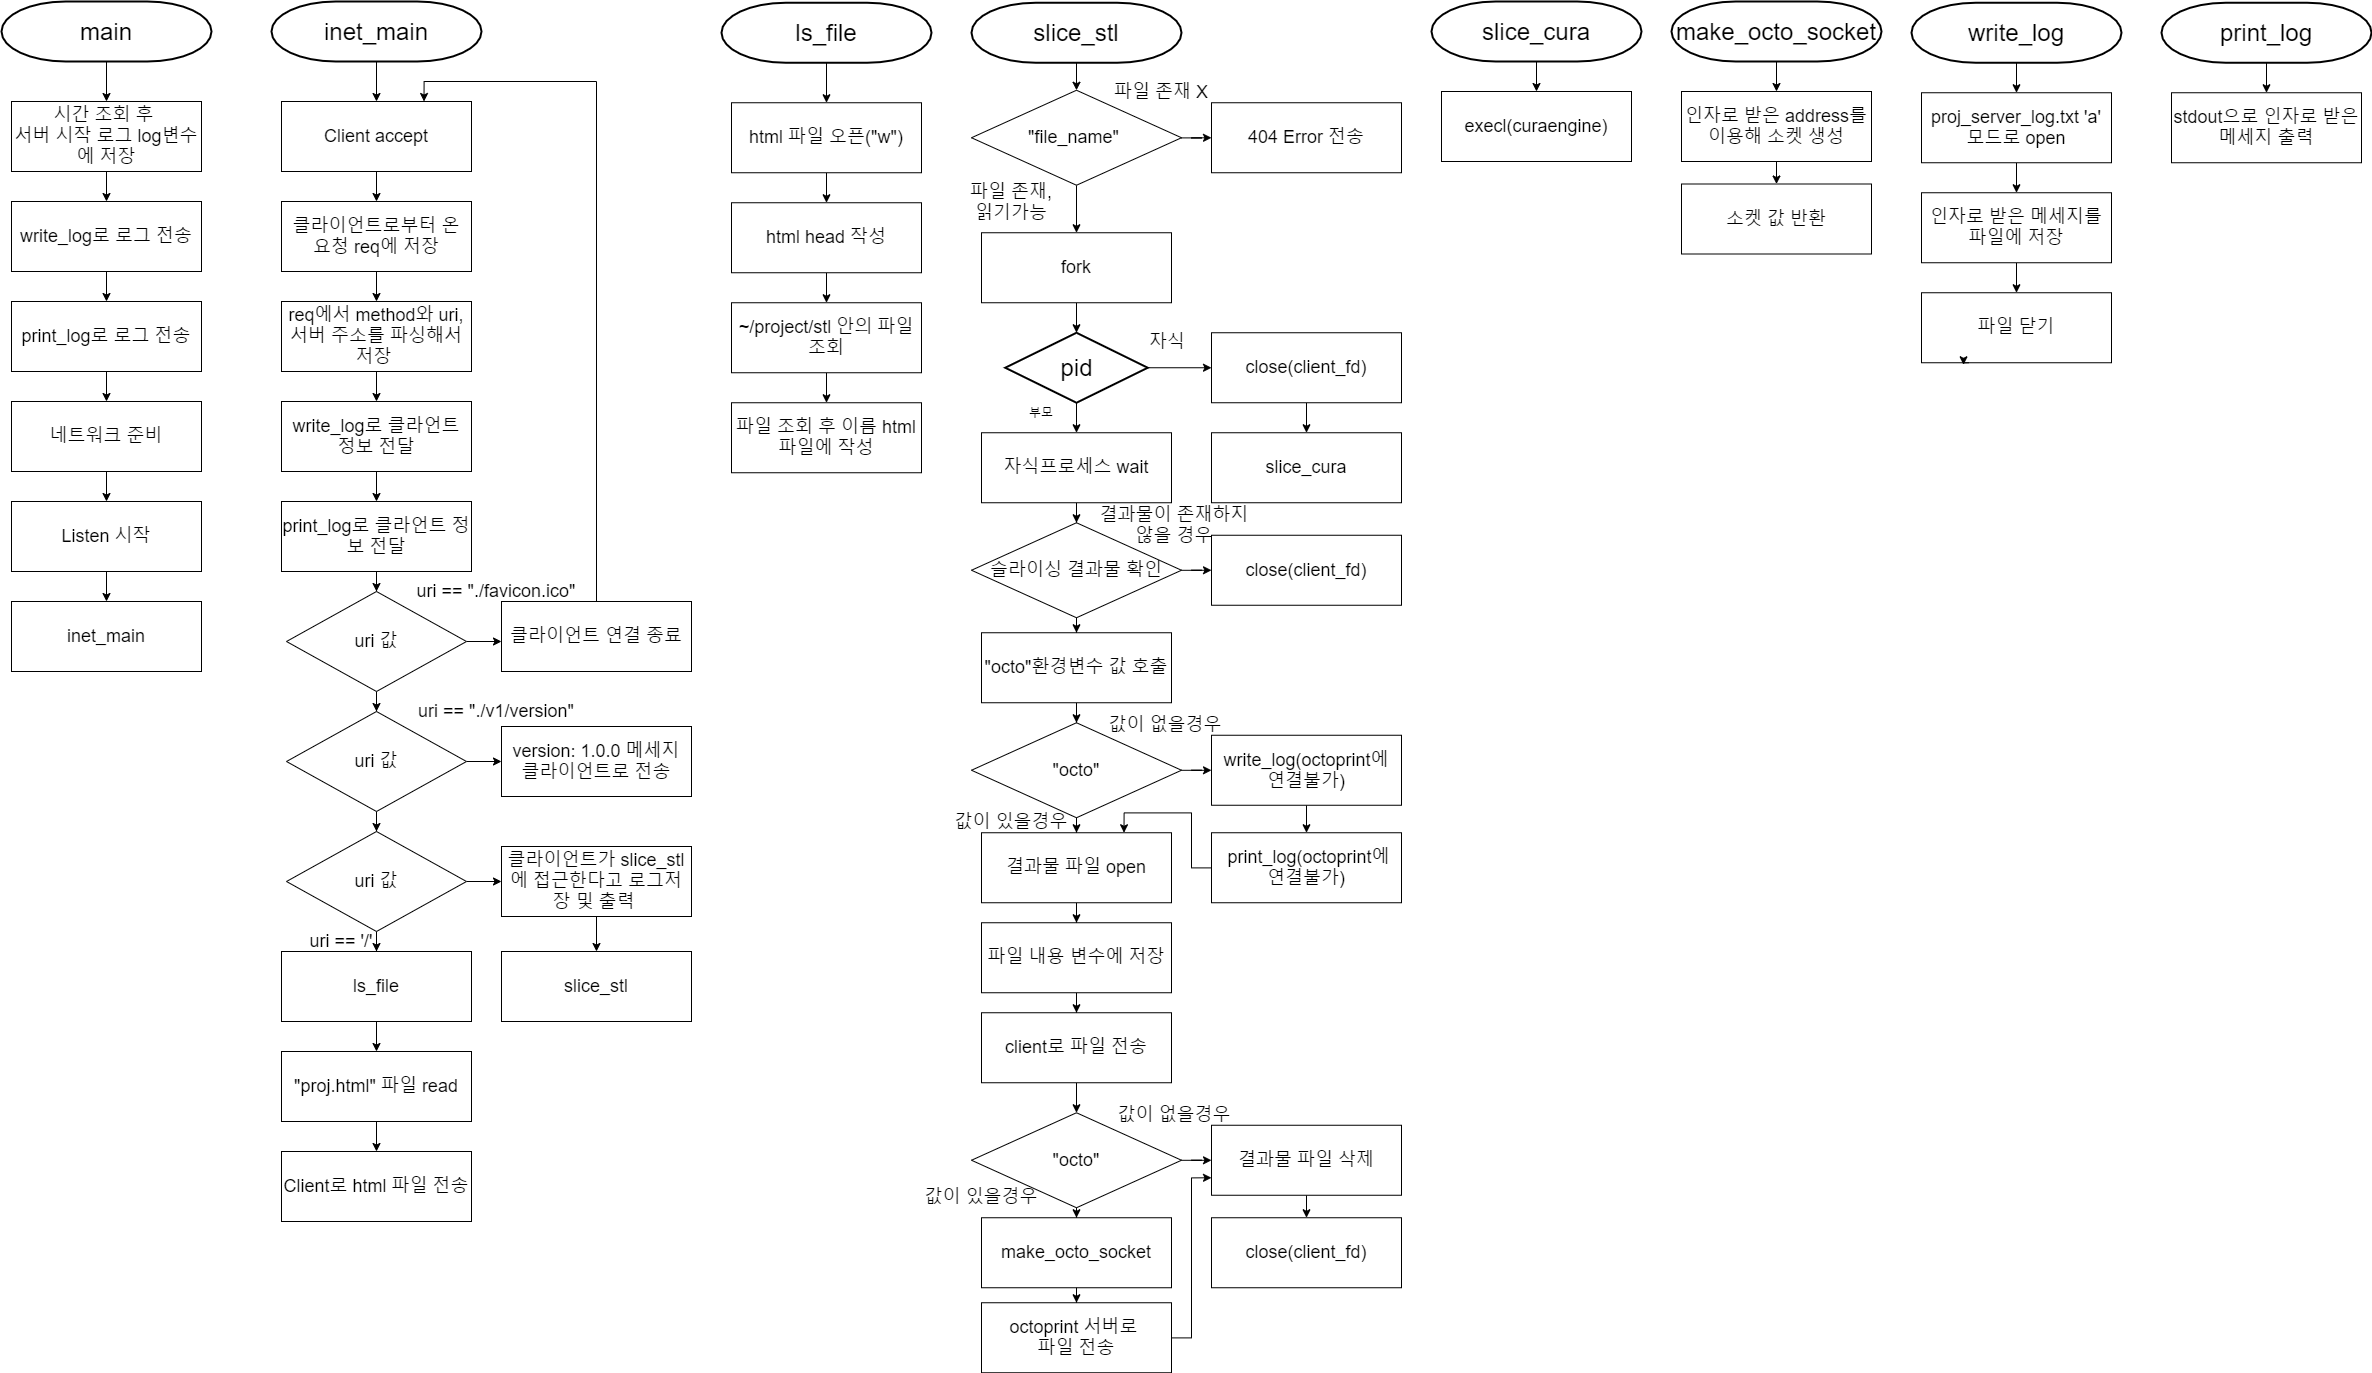 main
시간 조회 후
서버 시작 로그 log변수
에 저장
write_log로 로그 전송
print_log로 로그 전송
네트워크 준비
Listen 시작
inet_main
inet_main
Client accept
클라이언트로부터 온
요청 req에 저장
req에서 method와 uri,
서버 주소를 파싱해서
저장
write_log로 클라언트
정보 전달
print_log로 클라언트 정
보 전달
uri == "./favicon.ico"
uri 값
클라이언트 연결 종료
uri == "./v1/version"
uri 값
version: 1.0.0 메세지
클라이언트로 전송
uri 값
클라이언트가 slice_stl
에 접근한다고 로그저
장 및 출력
uri == '/'
ls_file
slice_stl
"proj.html" 파일 read
Client로 html 파일 전송
ls_file
html 파일 오픈("w")
html head 작성
~/project/stl 안의 파일
조회
파일 조회 후 이름 html
파일에 작성
slice_stl
파일 존재 X
"file_name"
404 Error 전송
파일 존재,
읽기가능
fork
자식
pid
close(client_fd)
부모
자식프로세스 wait
slice_cura
결과물이 존재하지
않을 경우
슬라이싱 결과물 확인
close(client_fd)
"octo"환경변수 값 호출
값이 없을경우
"octo"
write_log(octoprint에
연결불가)
값이 있을경우
결과물 파일 open
print_log(octoprint에
연결불가)
파일 내용 변수에 저장
client로 파일 전송
값이 없을경우
"octo"
결과물 파일 삭제
값이 있을경우
make_octo_socket
close(client_fd)
octoprint 서버로
파일 전송
slice_cura
execl(curaengine)
make_octo_socket
인자로 받은 address를
이용해 소켓 생성
소켓 값 반환
write_log
proj_server_log.txt 'a'
모드로 open
인자로 받은 메세지를
파일에 저장
파일 닫기
print_log
stdout으로 인자로 받은
메세지 출력